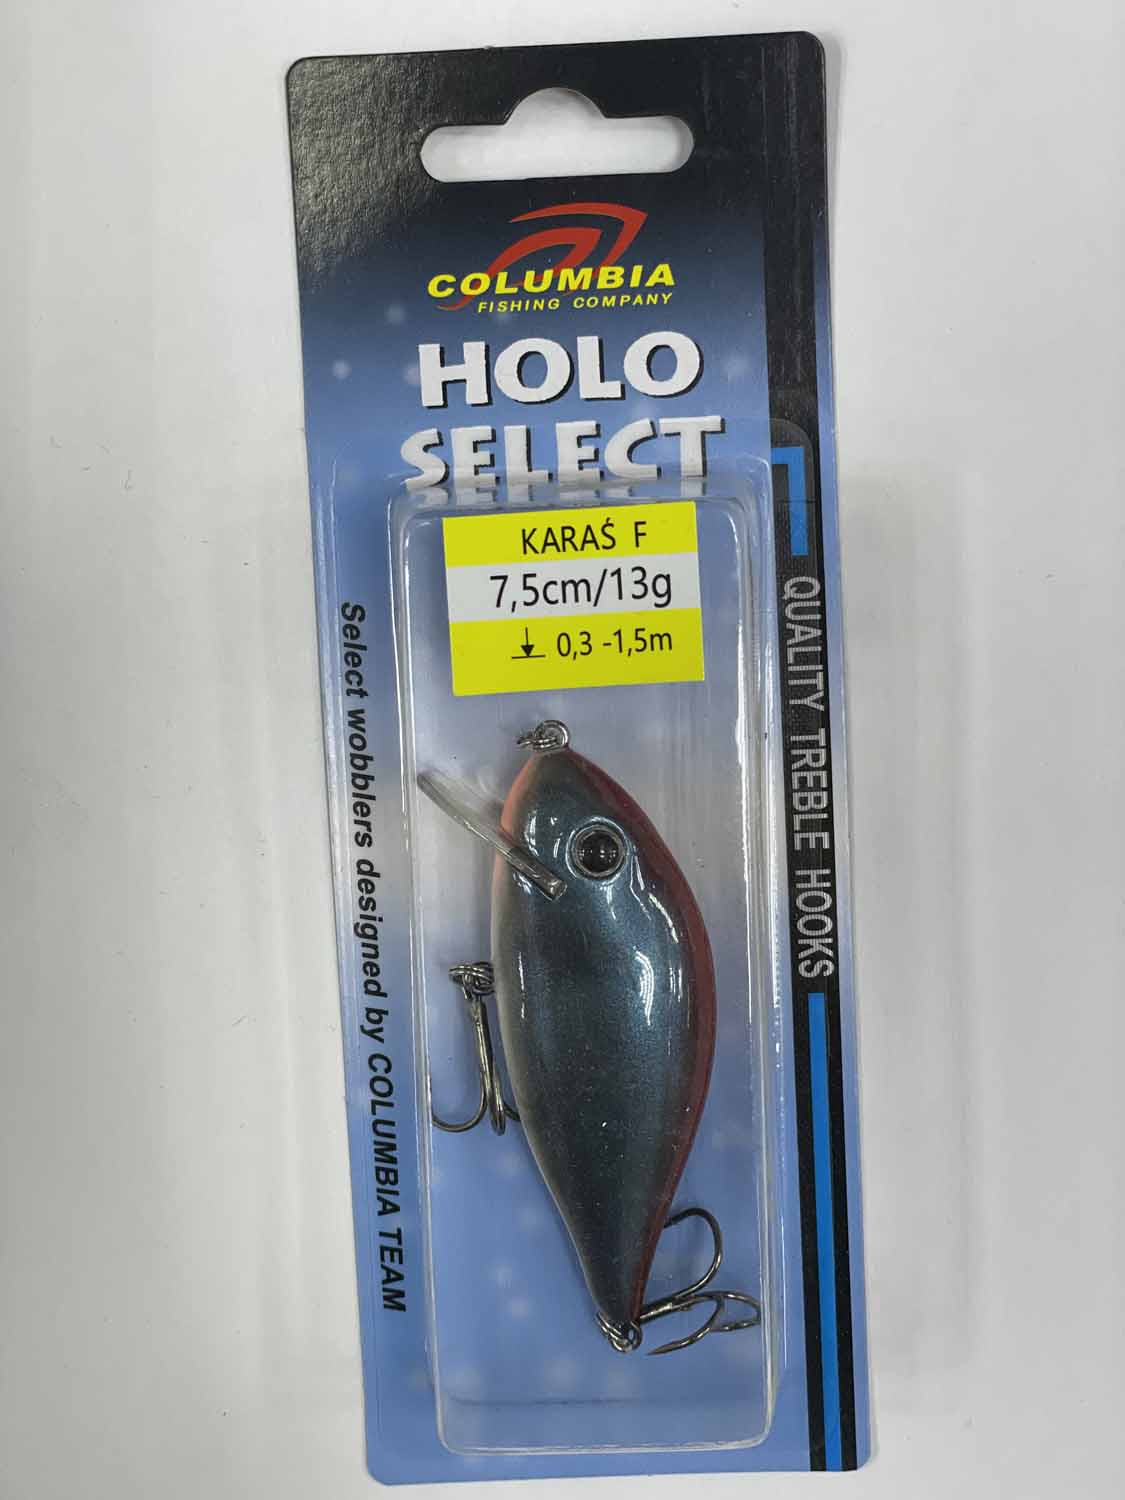 COLUMBIA
FISHING COMPANY
HOLO
SELECT
KARAŚ F
7,5cm/13g
0,3 -1,5m
Select wobblers designed by COLUMBIA TEAM
QUALITY TREBLE HOOKS